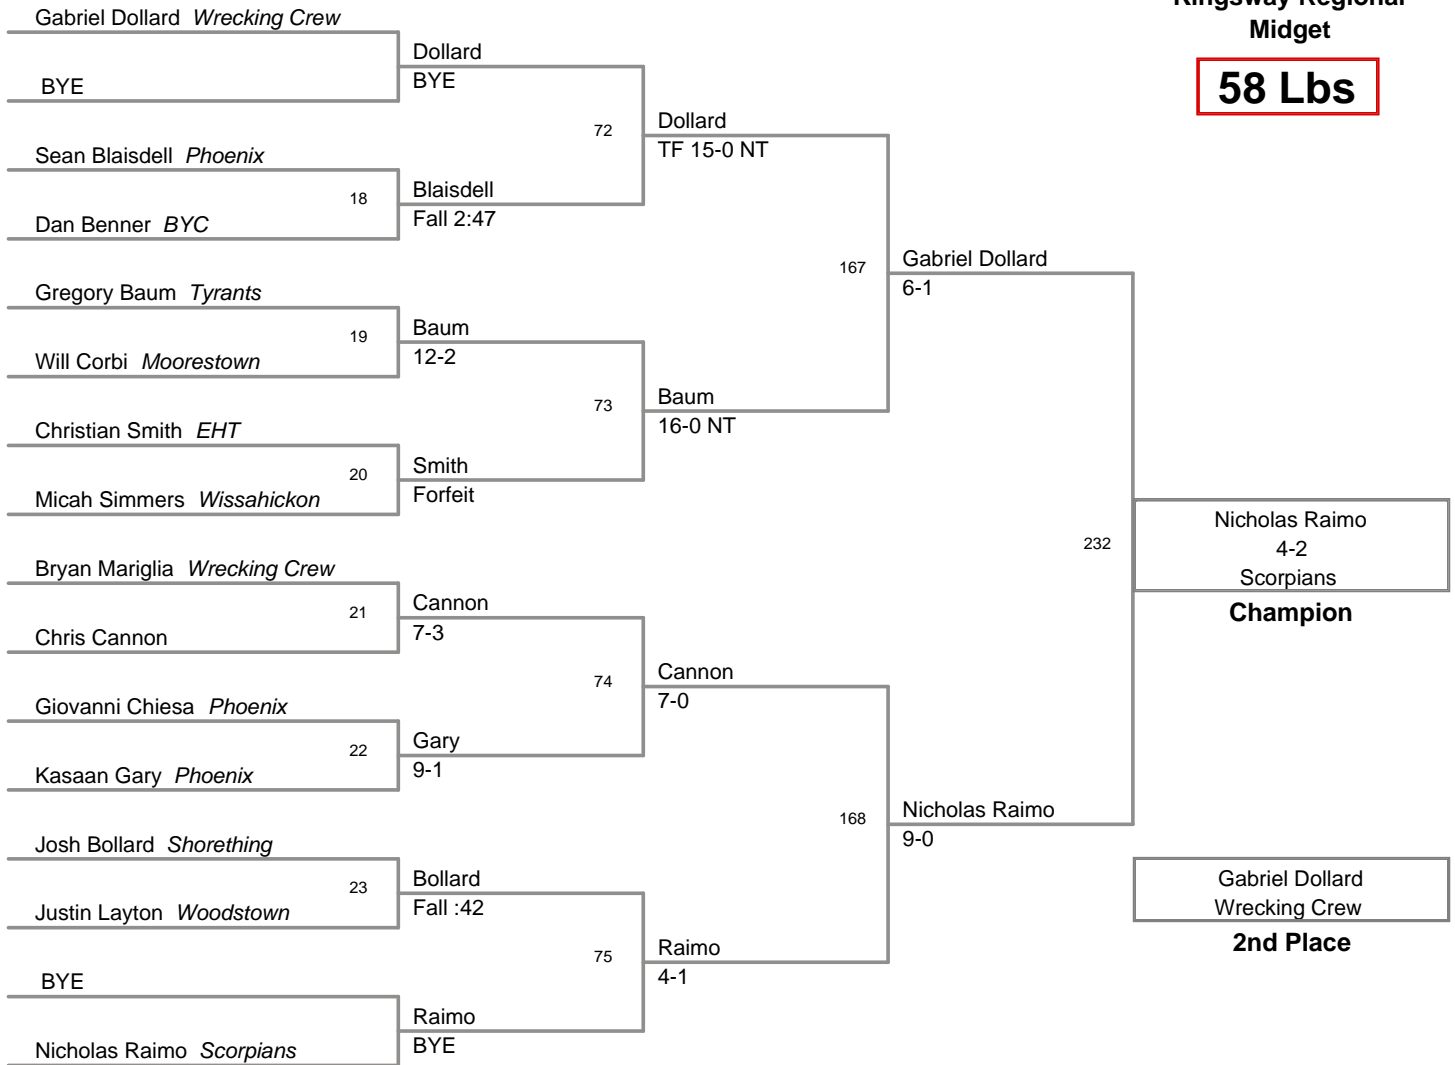 Kingsway Regional
Midget
58 Lbs
Gabriel Dollard Wrecking Crew
BYE
Sean Blaisdell Phoenix
18
Dan Benner BYC
Gregory Baum Tyrants
19
Will Corbi Moorestown
Christian Smith EHT
20
Micah Simmers Wissahickon
Bryan Mariglia Wrecking Crew
21
Chris Cannon
Giovanni Chiesa Phoenix
22
Kasaan Gary Phoenix
Josh Bollard Shorething
23
Justin Layton Woodstown
BYE
Nicholas Raimo Scorpians
Dollard
BYE
72
Blaisdell
Fall 2:47
Baum
12-2
73
Smith
Forfeit
Cannon
7-3
74
Gary
9-1
Bollard
Fall :42
75
Raimo
BYE
Dollard
TF 15-0 NT
167
Baum
16-0 NT
Cannon
7-0
168
Raimo
4-1
Gabriel Dollard
6-1
232
Nicholas Raimo
9-0
Nicholas Raimo
4-2
Scorpians
Champion
Gabriel Dollard
Wrecking Crew
2nd Place